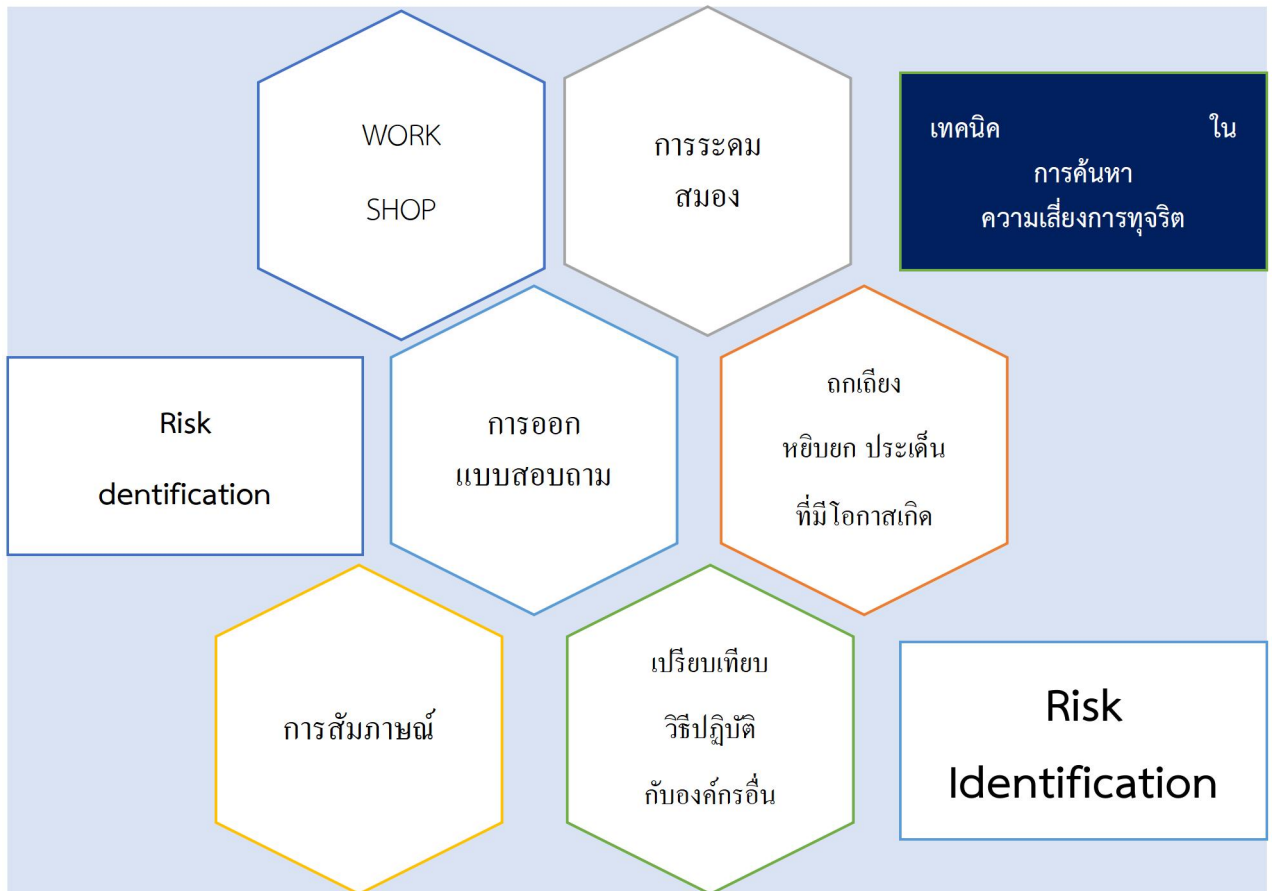 WORK
SHOP
การระดม
สมอง
เทคนิค ใน
การค้นหา
ความเสี่ยงการทุจริต
Risk
dentification
การออก
แบบสอบถาม
ถกเถียง
หยิบยก ประเด็น
ที่มีโอกาสเกิด
การสัมภาษณ์
เปรียบเทียบ
วิธีปฏิบัติ
กับองค์กรอื่น
Risk
Identification